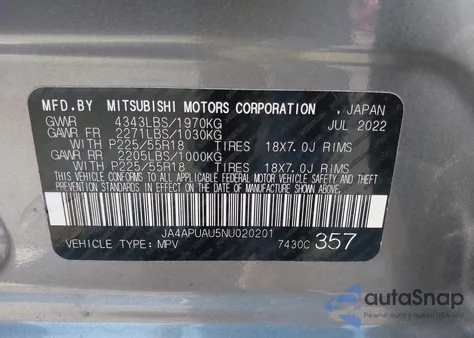 MFD.BY MITSUBISHI MOTORS CORPORATION , JAPAN
GVWR 4343LBS/1970KG JUL 2022
GAWR FR 2271LBS/1030KG
WITH P225/55R18 TIRES 18X7.0J RIMS
GAWR RR 2205LBS/1000KG
WITH P225/55R18 TIRES 18X7.0J RIMS
THIS VEHICLE CONFORMS TO ALL APPLICABLE
FEDERAL MOTOR VEHICLE SAFETY AND THEFT
PREVENTION STANDARDS IN EFFECT ON THE DATE
OF MANUFACTURE SHOWN ABOVE.
JA4APUAU5NU020201
VEHICLE TYPE: MPV 7430C 357
autoSnap
Pewne auto z USA